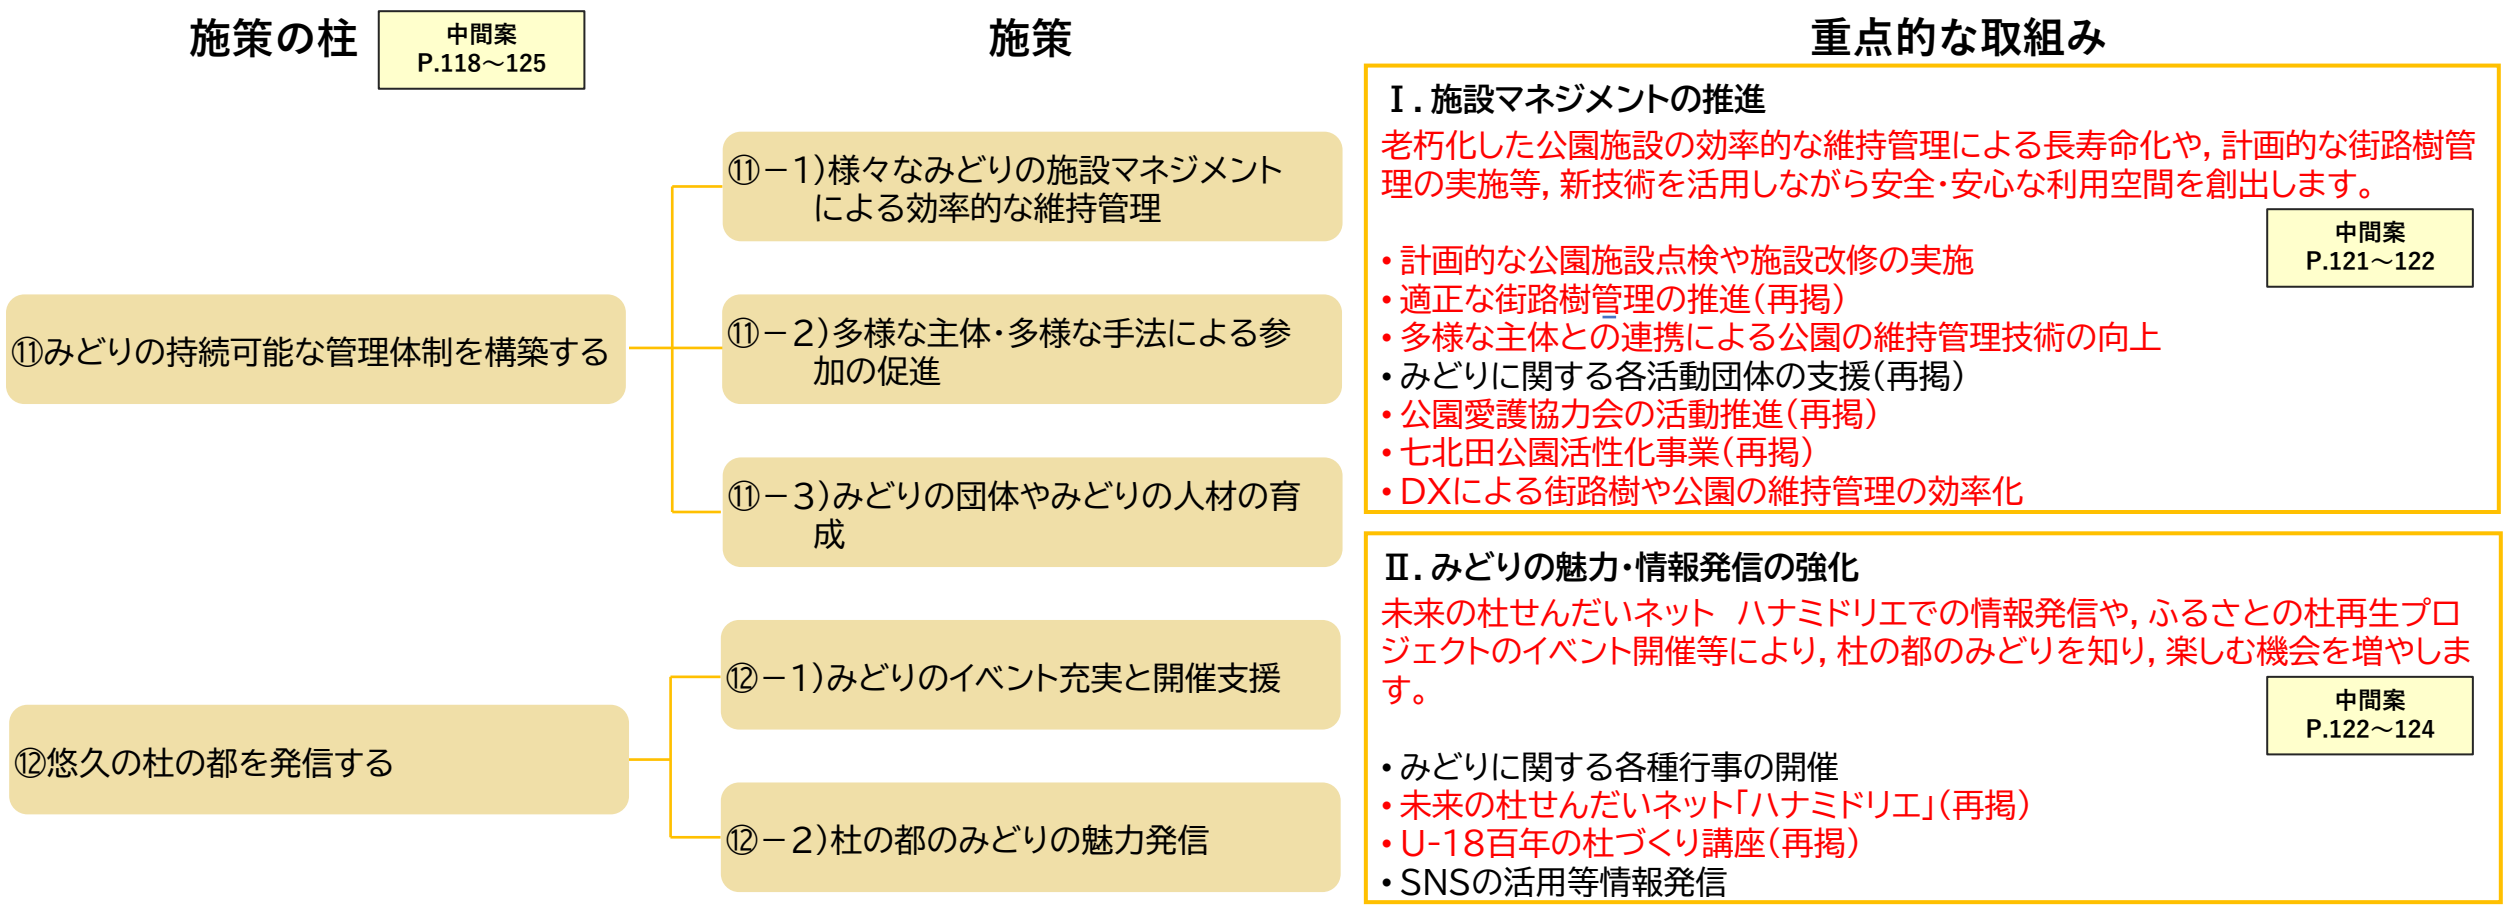 施策の柱
中間案
P.118～125
施策
重点的な取組み
⑪みどりの持続可能な管理体制を構築する
⑪－1)様々なみどりの施設マネジメント
による効率的な維持管理
⑪－2)多様な主体・多様な手法による参
加の促進
⑪－3)みどりの団体やみどりの人材の育
成
Ⅰ．施設マネジメントの推進
老朽化した公園施設の効率的な維持管理による長寿命化や，計画的な街路樹管
理の実施等，新技術を活用しながら安全・安心な利用空間を創出します。
中間案
P.121～122
•計画的な公園施設点検や施設改修の実施
•適正な街路樹管理の推進(再掲)
•多様な主体との連携による公園の維持管理技術の向上
•みどりに関する各活動団体の支援(再掲)
•公園愛護協力会の活動推進(再掲)
•七北田公園活性化事業(再掲)
•DXによる街路樹や公園の維持管理の効率化
⑫悠久の杜の都を発信する
⑫－1)みどりのイベント充実と開催支援
⑫－2)杜の都のみどりの魅力発信
Ⅱ．みどりの魅力・情報発信の強化
未来の杜せんだいネット　ハナミドリエでの情報発信や，ふるさとの杜再生プロ
ジェクトのイベント開催等により，杜の都のみどりを知り，楽しむ機会を増やしま
す。
中間案
P.122～124
•みどりに関する各種行事の開催
•未来の杜せんだいネット「ハナミドリエ」(再掲)
•U-18百年の杜づくり講座(再掲)
•SNSの活用等情報発信